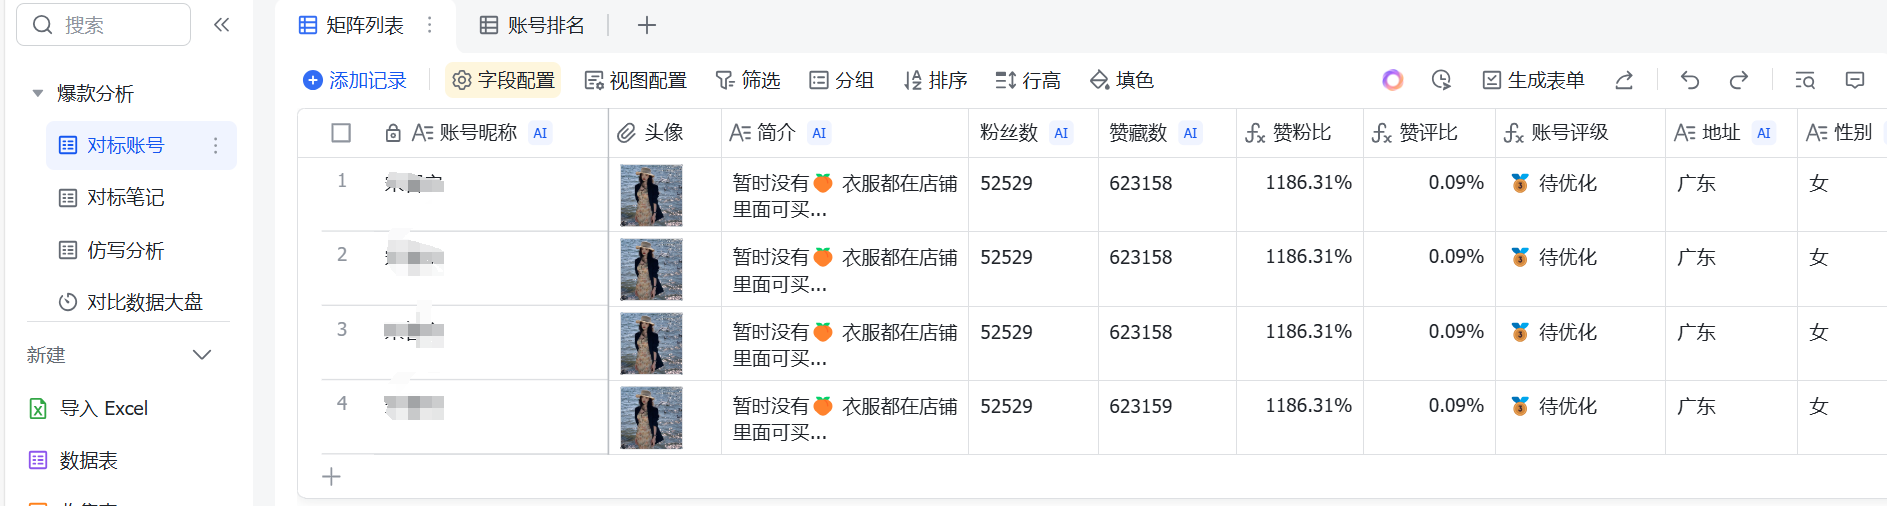 搜索
矩阵列表
账号排名
爆款分析
对标账号
对标笔记
仿写分析
对比数据大盘
新建
导入 Excel
数据表
添加记录 字段配置 视图配置 筛选 分组 排序 行高 填色 生成表单
账号昵称 AI 头像 简介 AI 粉丝数 AI 赞藏数 AI 赞粉比 赞评比 账号评级 地址 AI 性别
1 暂时没有🍊 衣服都在店铺 52529 623158 1186.31% 0.09% 待优化 广东 女
里面可买...
2 暂时没有🍊 衣服都在店铺 52529 623158 1186.31% 0.09% 待优化 广东 女
里面可买...
3 暂时没有🍊 衣服都在店铺 52529 623158 1186.31% 0.09% 待优化 广东 女
里面可买...
4 暂时没有🍊 衣服都在店铺 52529 623159 1186.31% 0.09% 待优化 广东 女
里面可买...